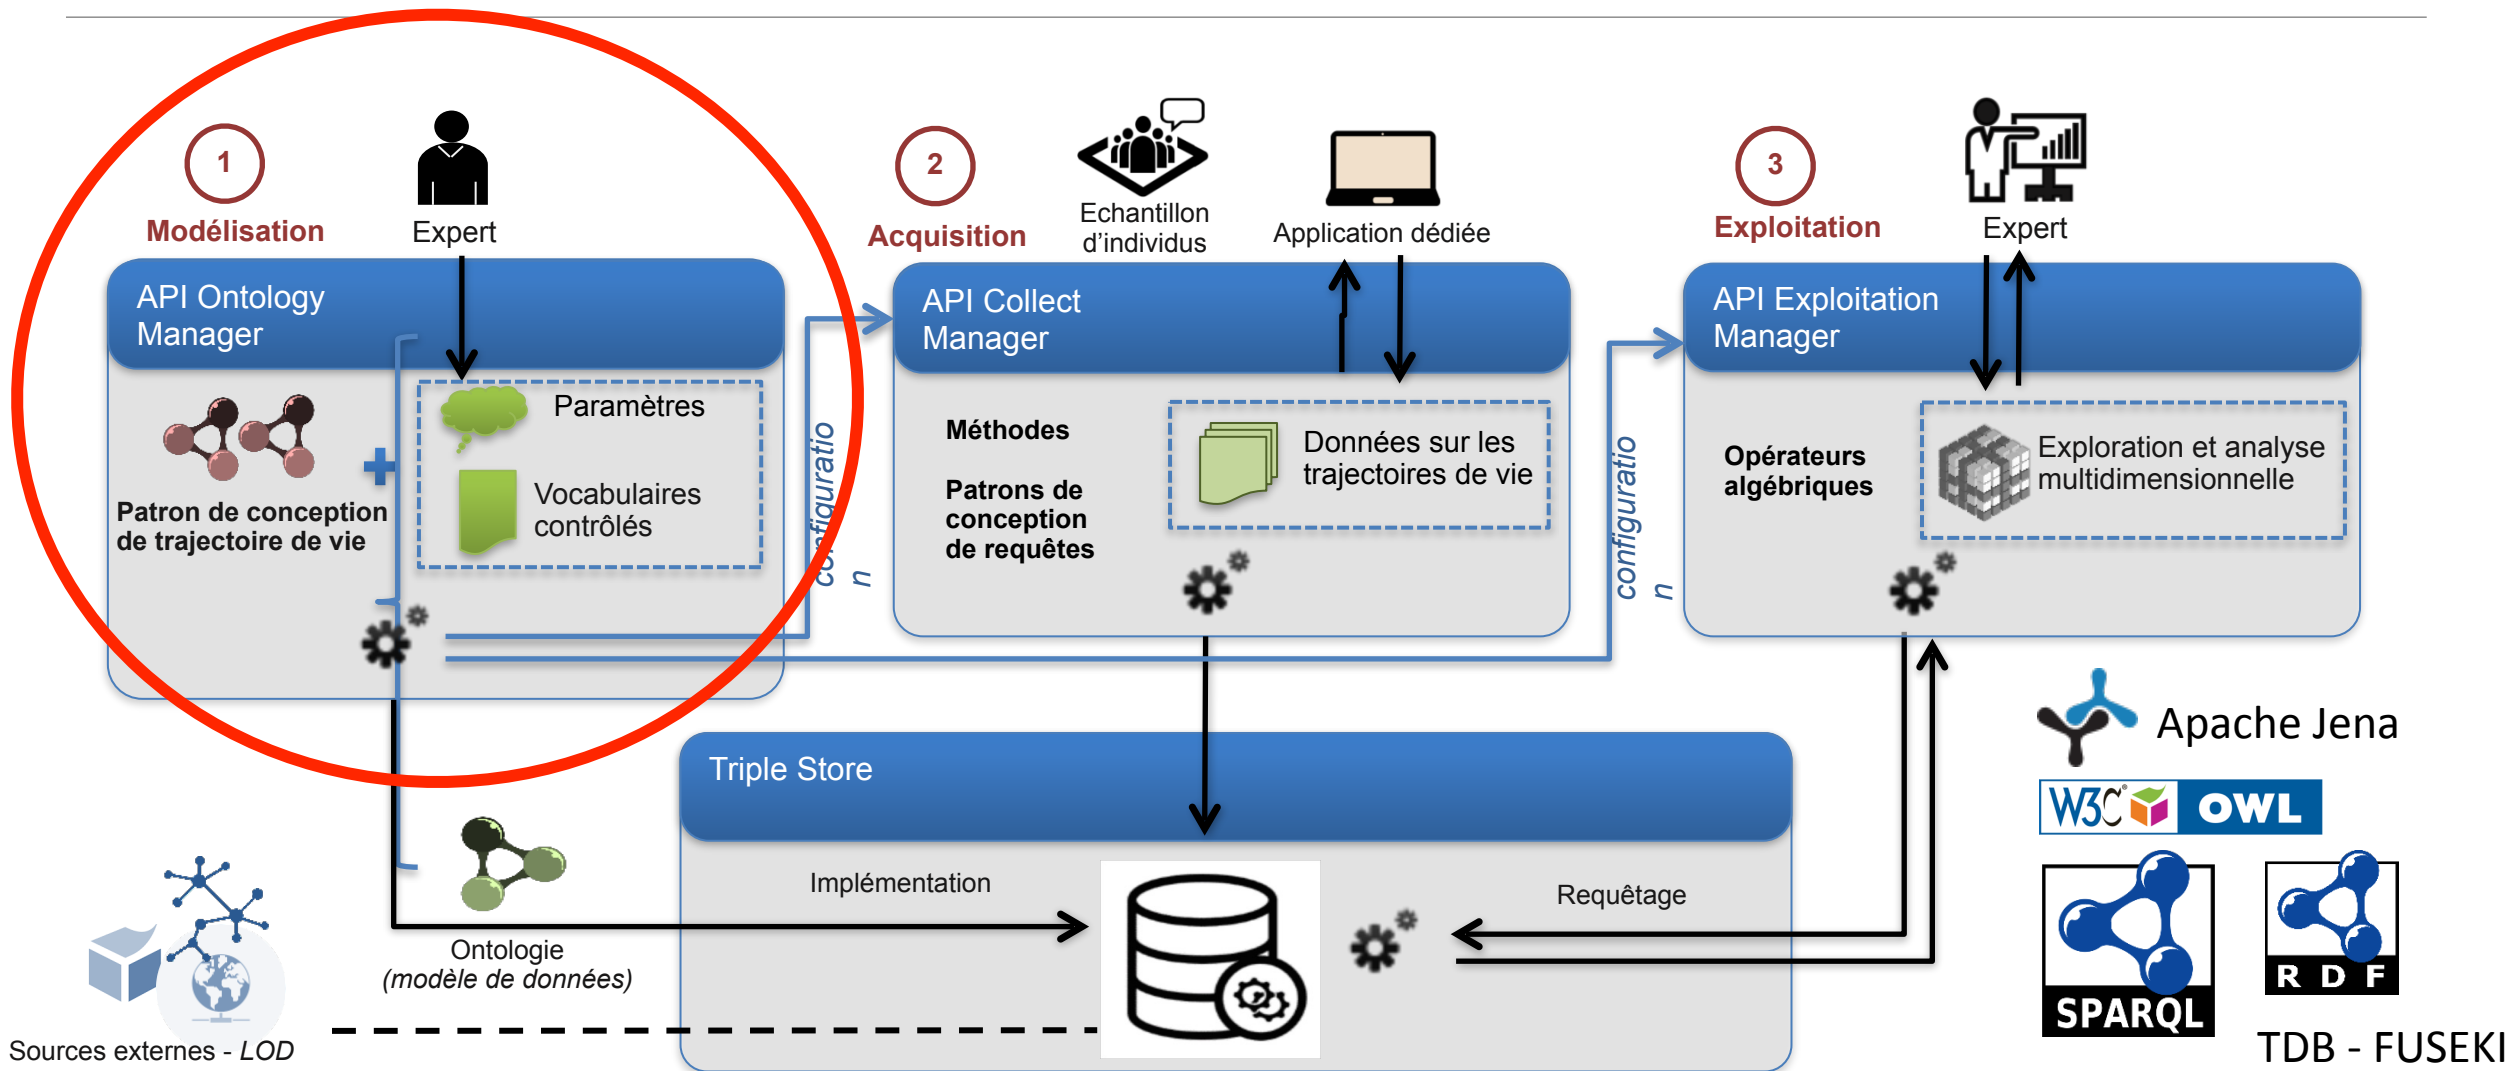 1
Modélisation
Expert
API Ontology
Manager
Paramètres
Vocabulaires
contrôlés
Patron de conception
de trajectoire de vie
configuratio
n
2
Acquisition
Echantillon
d'individus
Application dédiée
API Collect
Manager
Méthodes
Patrons de
conception
de requêtes
Données sur les
trajectoires de vie
configuratio
n
3
Exploitation
Expert
API Exploitation
Manager
Opérateurs
algébriques
Exploration et analyse
multidimensionnelle
Triple Store
Implémentation
Requêtage
Ontologie
(modèle de données)
Sources externes - LOD
Apache Jena
W3C® OWL
SPARQL
RDF
TDB - FUSEKI